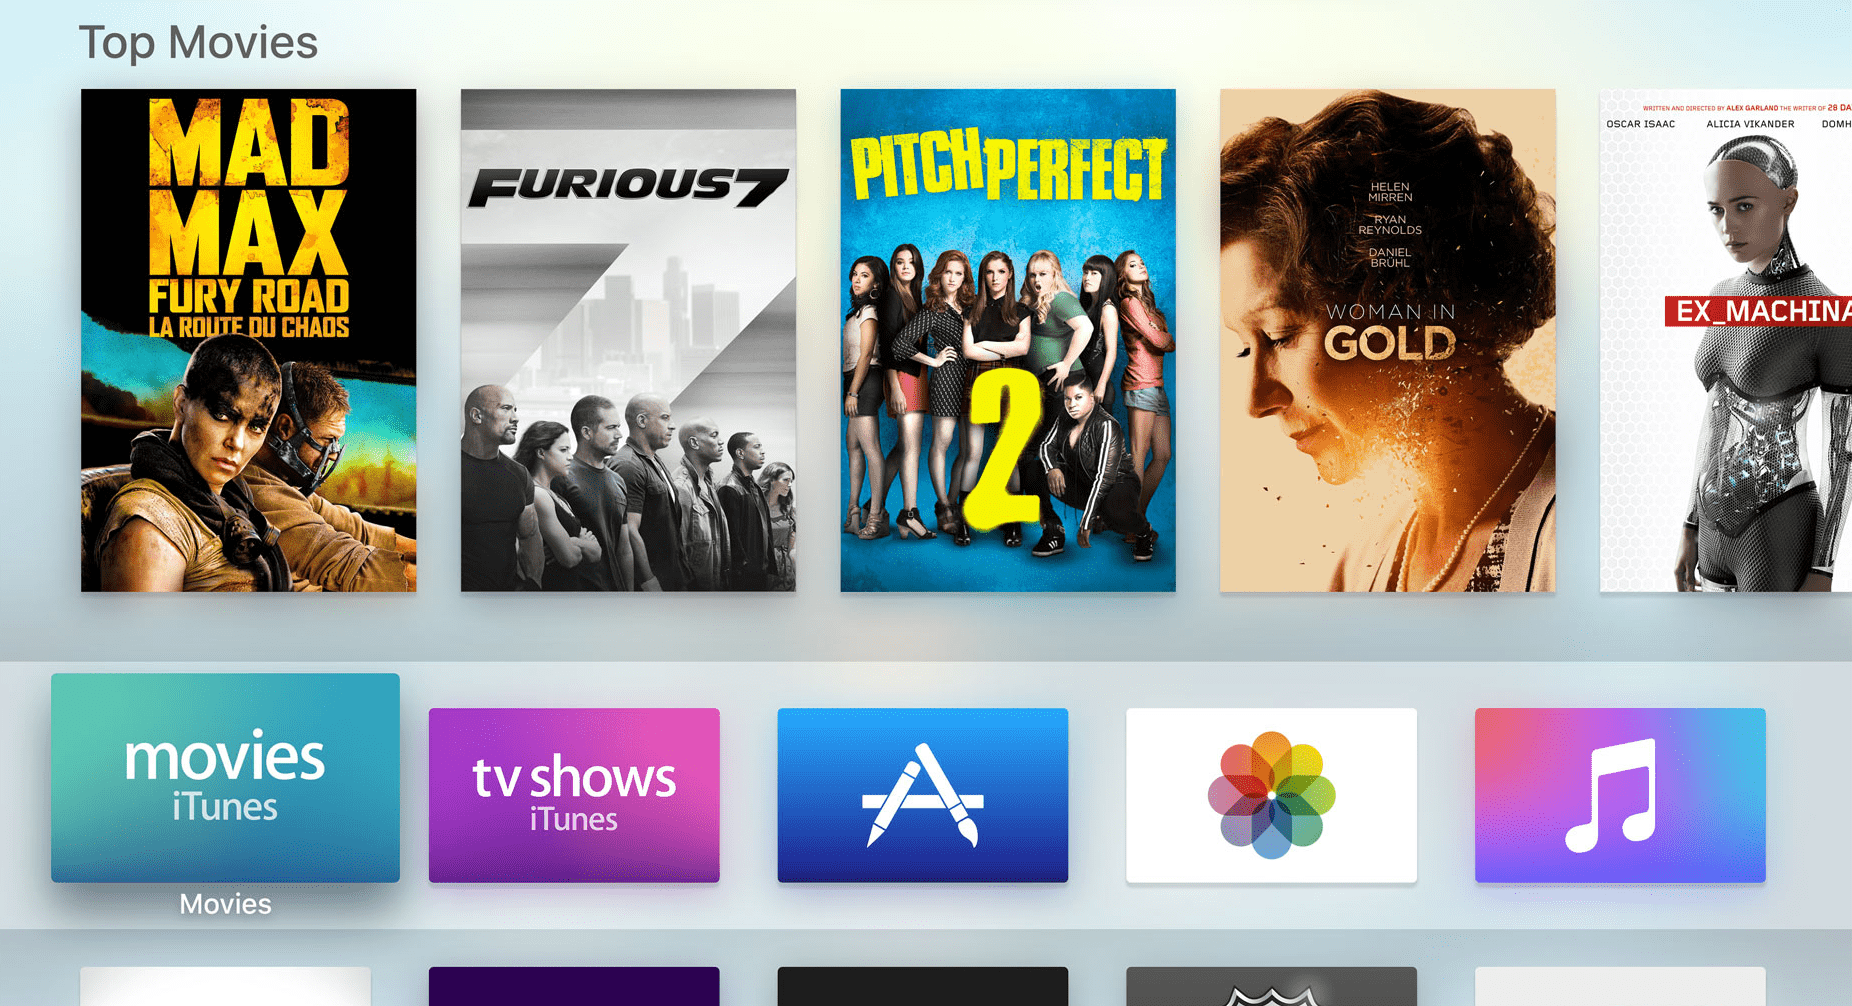 Top Movies
MAD
MAX
FURY ROAD
LA ROUTE DU CHAOS
FURIOUS 7
PITCH PERFECT
2
HELEN
MIRREN
RYAN
REYNOLDS
DANIEL
BRÜHL
WOMAN IN
GOLD
WRITTEN AND DIRECTED BY ALEX GARLAND THE WRITER OF 28 DA
OSCAR ISAAC ALICIA VIKANDER DOMH
EX_MACHINA
movies
iTunes
tv shows
iTunes
Movies